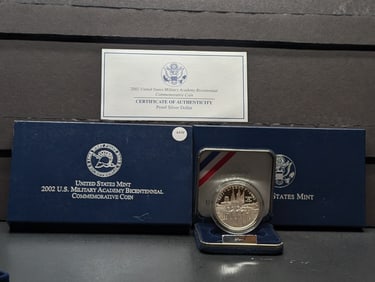 2002 United States Military Academy Bicentennial
Commemorative Coin
CERTIFICATE OF AUTHENTICITY
Proof Silver Dollar
UNITED STATES MINT
2002 U.S. MILITARY ACADEMY BICENTENNIAL
COMMEMORATIVE COIN
STATES MINT